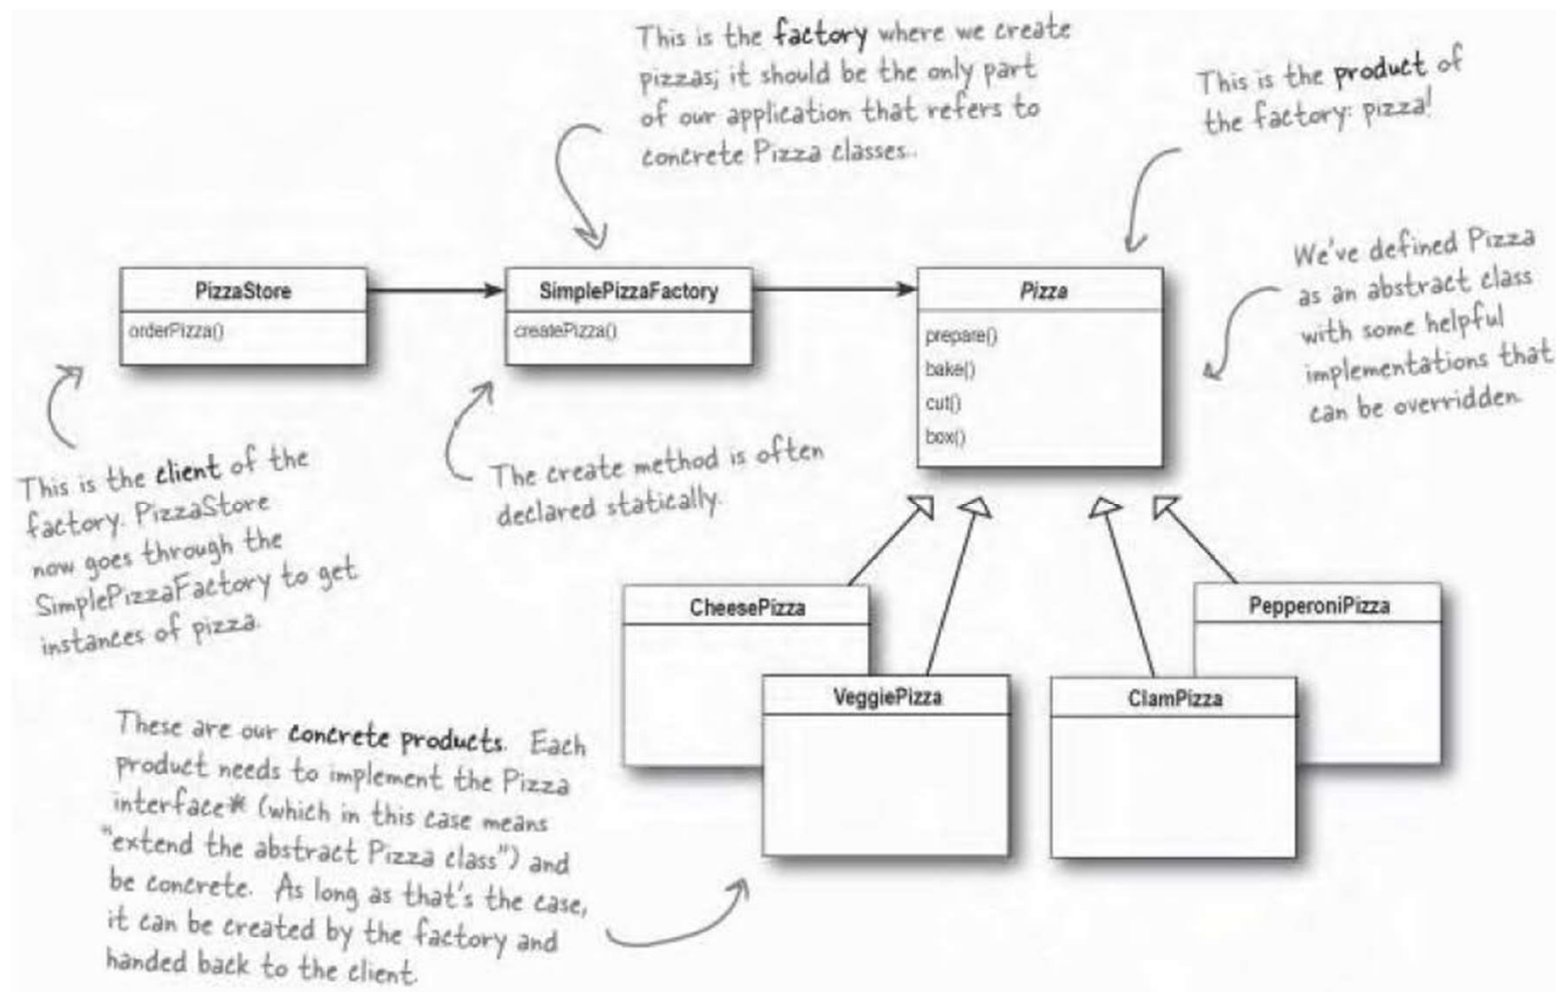 This is the factory where we create
pizzas; it should be the only part
of our application that refers to
concrete Pizza classes..
This is the product of
the factory: pizza!
We've defined Pizza
as an abstract class
with some helpful
implementations that
can be overridden.
PizzaStore
orderPizza()
SimplePizzaFactory
createPizza()
Pizza
prepare()
bake()
cut()
box()
This is the client of the
factory. PizzaStore
now goes through the
SimplePizzaFactory to get
instances of pizza.
The create method is often
declared statically.
CheesePizza
VeggiePizza
ClamPizza
PepperoniPizza
These are our concrete products. Each
product needs to implement the Pizza
interface* (which in this case means
"extend the abstract Pizza class") and
be concrete. As long as that's the case,
it can be created by the factory and
handed back to the client.